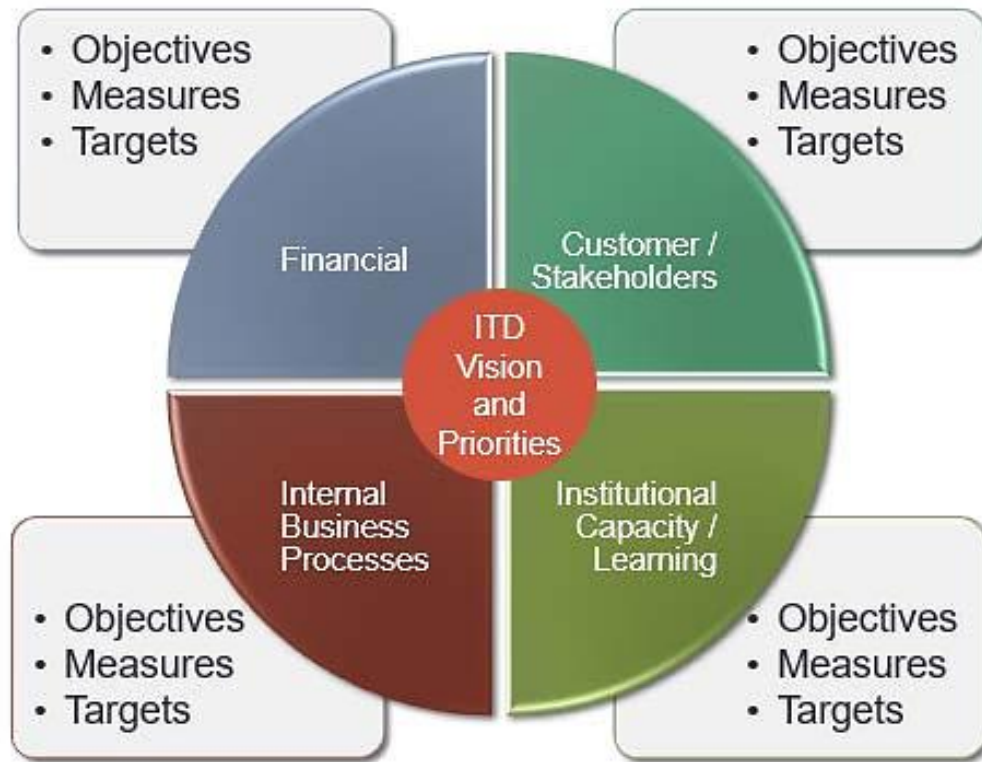 • Objectives
• Measures
• Targets
• Objectives
• Measures
• Targets
Financial
Customer /
Stakeholders
ITD
Vision
and
Priorities
Internal
Business
Processes
Institutional
Capacity /
Learning
• Objectives
• Measures
• Targets
• Objectives
• Measures
• Targets